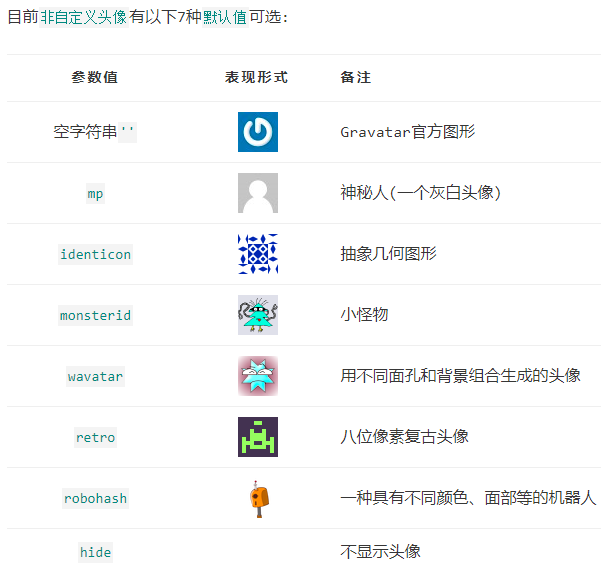 目前非自定义头像有以下7种默认值可选:
参数值 表现形式 备注
空字符串'' Gravatar官方图形
mp 神秘人(一个灰白头像)
identicon 抽象几何图形
monsterid 小怪物
wavatar 用不同面孔和背景组合生成的头像
retro 八位像素复古头像
robohash 一种具有不同颜色、面部等的机器人
hide 不显示头像